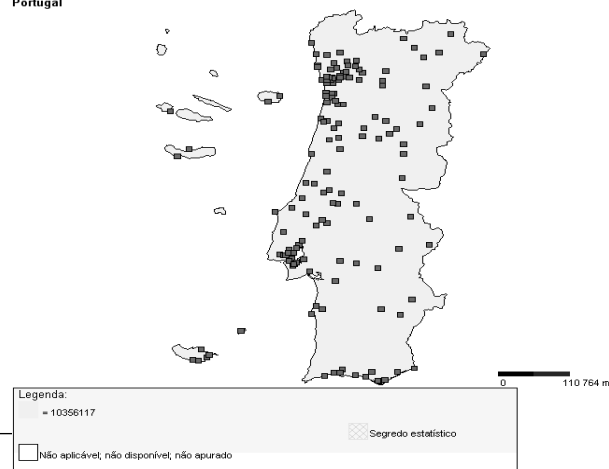 Portugal
0 110 764 m
Legenda:
= 10356117
Segredo estatístico
Não aplicável; não disponível; não apurado